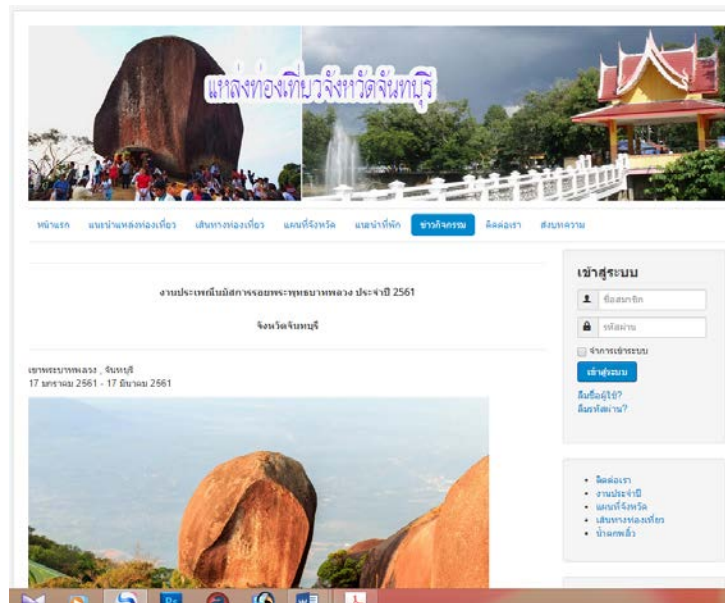 แหล่งท่องเที่ยวจังหวัดจันทบุรี
หน้าแรก แนะนำแหล่งท่องเที่ยว เส้นทางท่องเที่ยว แผนที่จังหวัด แนะนำที่พัก ข่าวกิจกรรม ติดต่อเรา ส่งบทความ
งานประเพณีนมัสการรอยพระพุทธบาทพลวง ประจำปี 2561
จังหวัดจันทบุรี
เขาพระบาทพลวง , จันทบุรี
17 มกราคม 2561 - 17 มีนาคม 2561
เข้าสู่ระบบ
ชื่อสมาชิก
รหัสผ่าน
จำการเข้าระบบ
เข้าสู่ระบบ
ลืมชื่อผู้ใช้?
ลืมรหัสผ่าน?
ติดต่อเรา
งานประจำปี
แผนที่จังหวัด
เส้นทางท่องเที่ยว
น้ำตกพลิ้ว
Ps